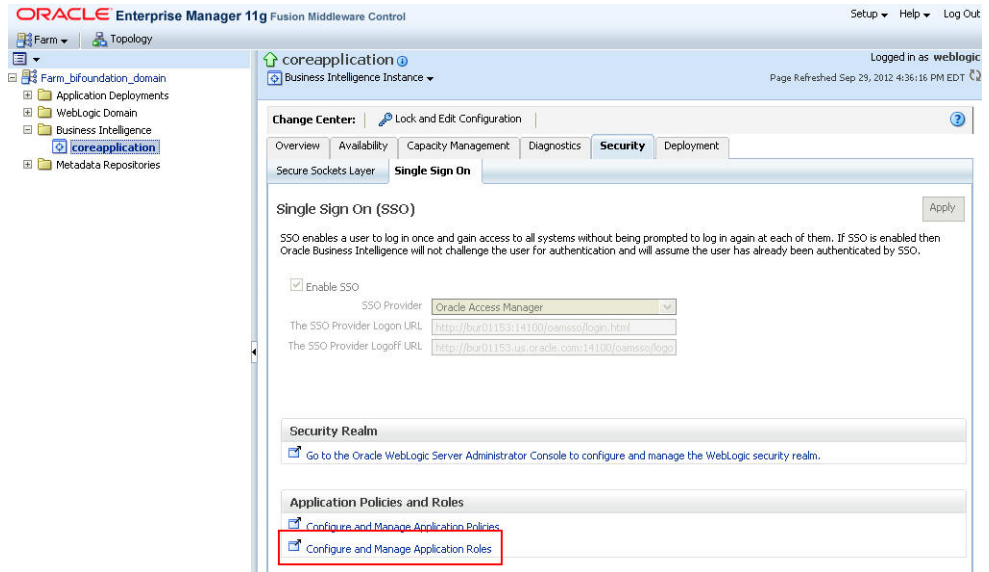 ORACLE Enterprise Manager 11g Fusion Middleware Control
Setup Help Log Out
Farm Topology
Farm_bifoundation_domain
Application Deployments
WebLogic Domain
Business Intelligence
coreapplication
Metadata Repositories
coreapplication
Logged in as weblogic
Business Intelligence Instance
Page Refreshed Sep 29, 2012 4:36:16 PM EDT
Change Center: Lock and Edit Configuration
Overview Availability Capacity Management Diagnostics Security Deployment
Secure Sockets Layer Single Sign On
Single Sign On (SSO)
Apply
SSO enables a user to log in once and gain access to all systems without being prompted to log in again at each of them. If SSO is enabled then
Oracle Business Intelligence will not challenge the user for authentication and will assume the user has already been authenticated by SSO.
Enable SSO
SSO Provider Oracle Access Manager
The SSO Provider Logon URL http://bur01153:14100/oamsso/login.html
The SSO Provider Logoff URL http://bur01153.us.oracle.com:14100/oamsso/logo
Security Realm
Go to the Oracle WebLogic Server Administrator Console to configure and manage the WebLogic security realm.
Application Policies and Roles
Configure and Manage Application Policies
Configure and Manage Application Roles